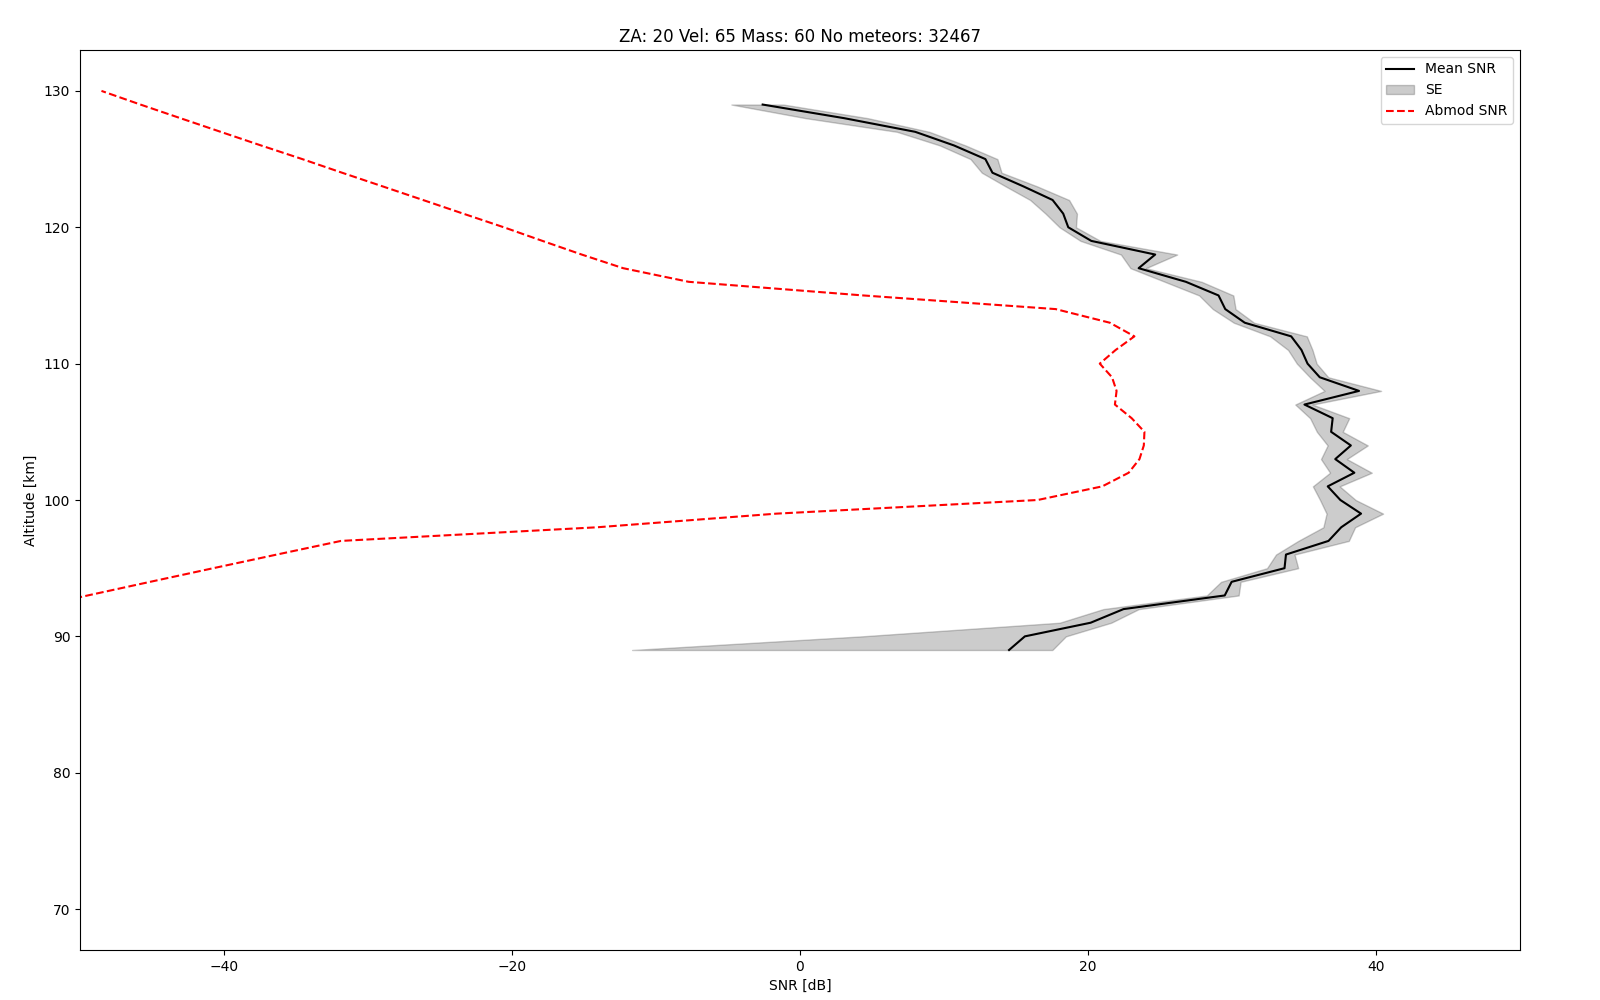 ZA: 20 Vel: 65 Mass: 60 No meteors: 32467
Mean SNR
SE
Abmod SNR
Altitude [km]
130
120
110
100
90
80
70
−40
−20
0
20
40
SNR [dB]